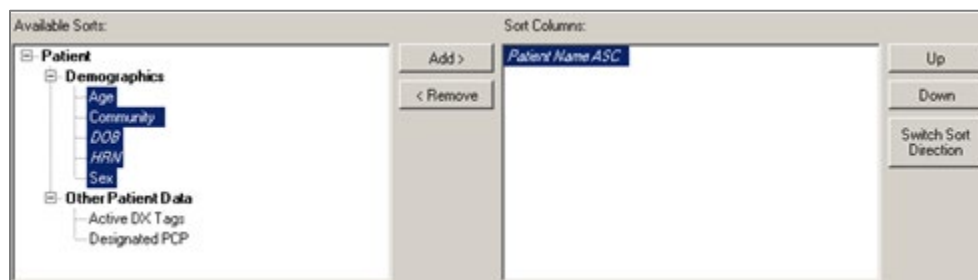 Available Sorts:
Patient
Demographics
Age
Community
DOB
HRN
Sex
Other Patient Data
Active DX Tags
Designated PCP
Add >
< Remove
Sort Columns:
Patient Name ASC
Up
Down
Switch Sort
Direction